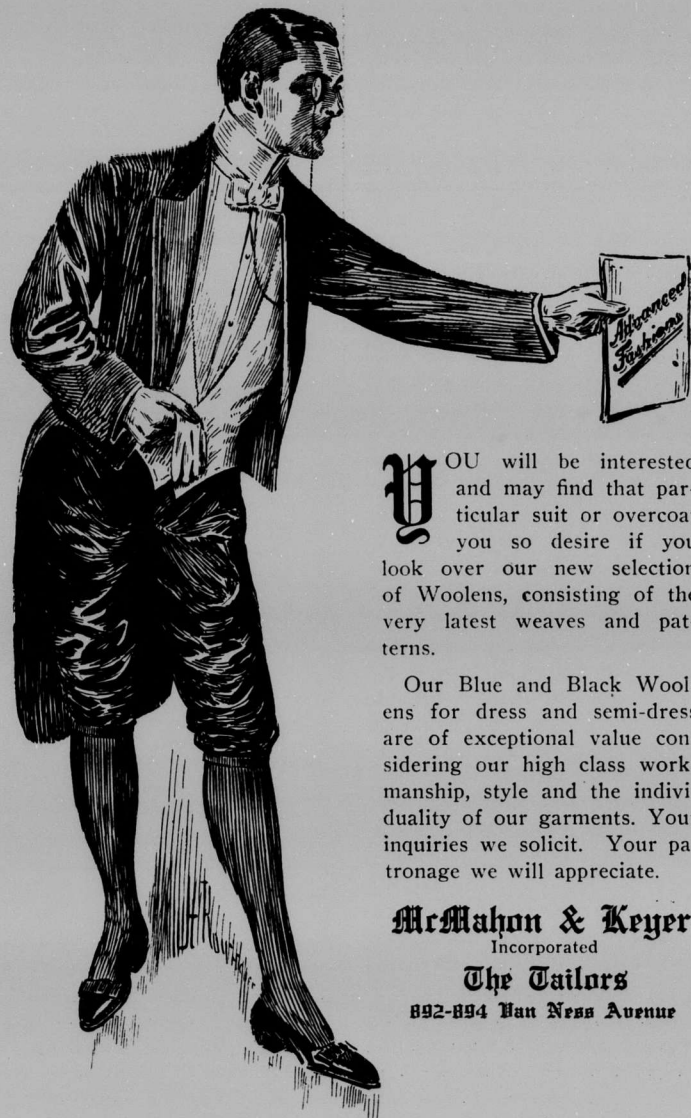 Advanced
Fashions
YOU will be interested
and may find that par-
ticular suit or overcoat
you so desire if you
look over our new selection
of Woolens, consisting of the
very latest weaves and pat-
terns.
Our Blue and Black Wool-
ens for dress and semi-dress
are of exceptional value con-
sidering our high class work-
manship, style and the indivi-
duality of our garments. Your
inquiries we solicit. Your pa-
tronage we will appreciate.
McMahon & Keyer
Incorporated
The Tailors
892-894 Van Ness Avenue